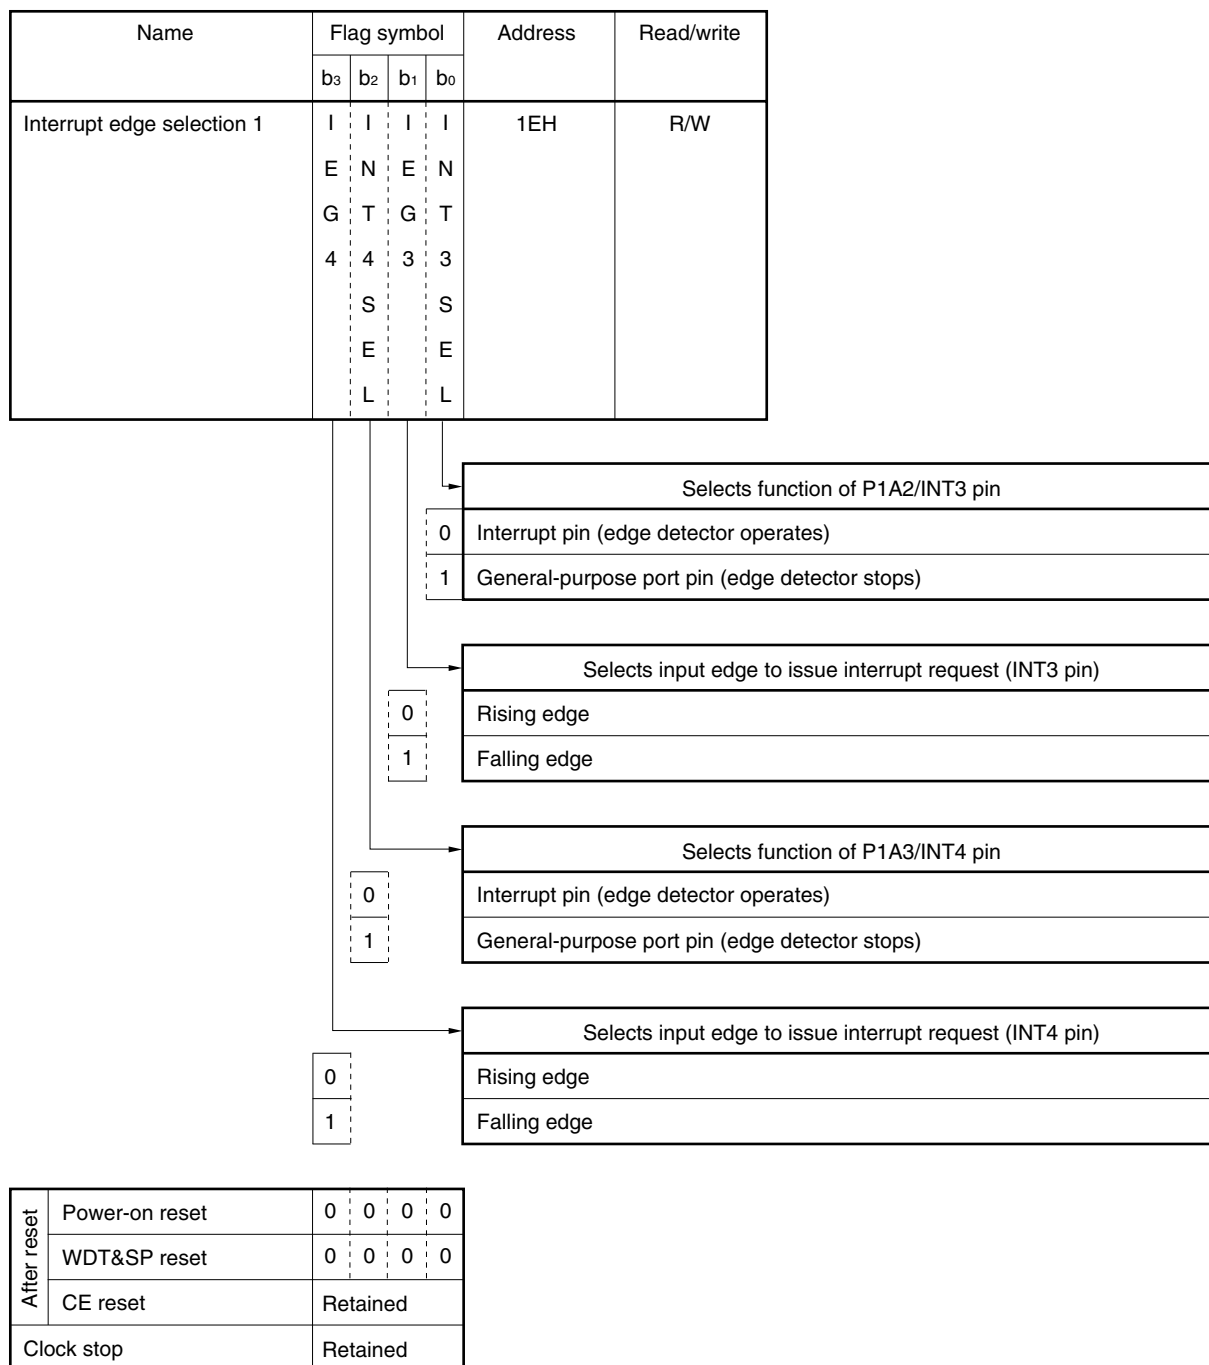 Name Flag symbol Address Read/write
b3 b2 b1 b0
Interrupt edge selection 1 I I I I 1EH R/W
E N E N
G T G T
4 4 3 3
S S
E E
L L
Selects function of P1A2/INT3 pin
0 Interrupt pin (edge detector operates)
1 General-purpose port pin (edge detector stops)
Selects input edge to issue interrupt request (INT3 pin)
0 Rising edge
1 Falling edge
Selects function of P1A3/INT4 pin
0 Interrupt pin (edge detector operates)
1 General-purpose port pin (edge detector stops)
Selects input edge to issue interrupt request (INT4 pin)
0 Rising edge
1 Falling edge
After reset
Power-on reset 0 0 0 0
WDT&SP reset 0 0 0 0
CE reset Retained
Clock stop Retained